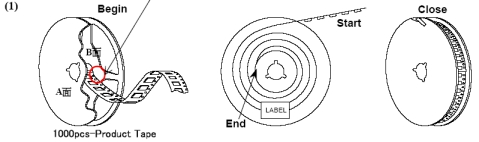 (1)
Begin
Start
Close
B面
A面
LABEL
End
1000pcs-Product Tape